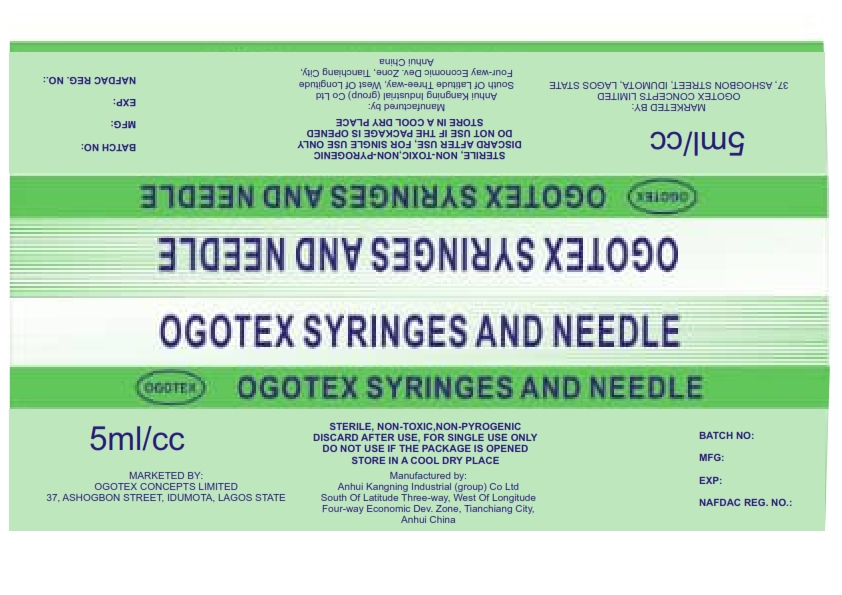 NAFDAC REG. NO.:
EXP:
MFG:
BATCH NO:
Anhui China
Four-way Economic Dev. Zone, Tianchiang City,
South Of Latitude Three-way, West Of Longitude
Anhui Kangning Industrial (group) Co Ltd
Manufactured by:
STORE IN A COOL DRY PLACE
DO NOT USE IF THE PACKAGE IS OPENED
DISCARD AFTER USE, FOR SINGLE USE ONLY
STERILE, NON-TOXIC,NON-PYROGENIC
37, ASHOGBON STREET, IDUMOTA, LAGOS STATE
OGOTEX CONCEPTS LIMITED
MARKETED BY:
5ml/cc
OGOTEX OGOTEX SYRINGES AND NEEDLE
OGOTEX SYRINGES AND NEEDLE
OGOTEX SYRINGES AND NEEDLE
OGOTEX OGOTEX SYRINGES AND NEEDLE
5ml/cc
MARKETED BY:
OGOTEX CONCEPTS LIMITED
37, ASHOGBON STREET, IDUMOTA, LAGOS STATE
STERILE, NON-TOXIC,NON-PYROGENIC
DISCARD AFTER USE, FOR SINGLE USE ONLY
DO NOT USE IF THE PACKAGE IS OPENED
STORE IN A COOL DRY PLACE
Manufactured by:
Anhui Kangning Industrial (group) Co Ltd
South Of Latitude Three-way, West Of Longitude
Four-way Economic Dev. Zone, Tianchiang City,
Anhui China
BATCH NO:
MFG:
EXP:
NAFDAC REG. NO.: